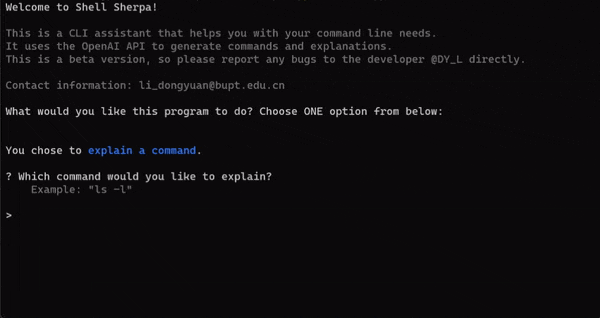 Welcome to Shell Sherpa!
This is a CLI assistant that helps you with your command line needs.
It uses the OpenAI API to generate commands and explanations.
This is a beta version, so please report any bugs to the developer @DY_L directly.
Contact information: li_dongyuan@bupt.edu.cn
What would you like this program to do? Choose ONE option from below:
You chose to explain a command.
? Which command would you like to explain?
Example: "ls -l"
>